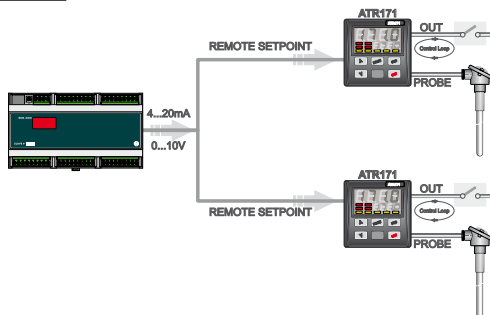 ATR171
OUT
REMOTE SETPOINT
Control Loop
PROBE
4...20mA
0...10V
ATR171
OUT
REMOTE SETPOINT
Control Loop
PROBE